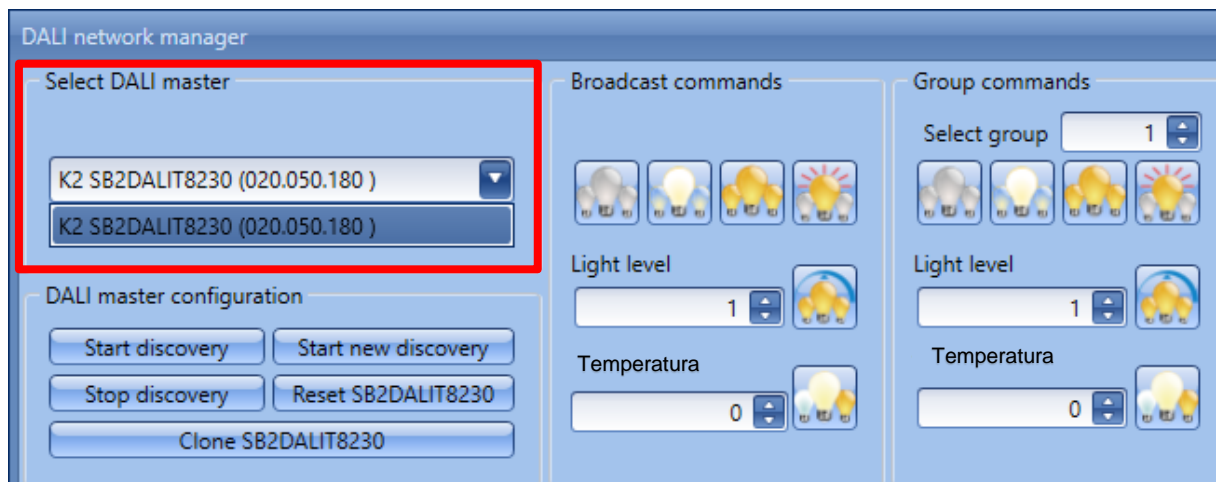 DALI network manager
Select DALI master
K2 SB2DALIT8230 (020.050.180 )
K2 SB2DALIT8230 (020.050.180 )
DALI master configuration
Start discovery
Start new discovery
Stop discovery
Reset SB2DALIT8230
Clone SB2DALIT8230
Broadcast commands
Light level
1
Temperatura
0
Group commands
Select group
1
Light level
1
Temperatura
0